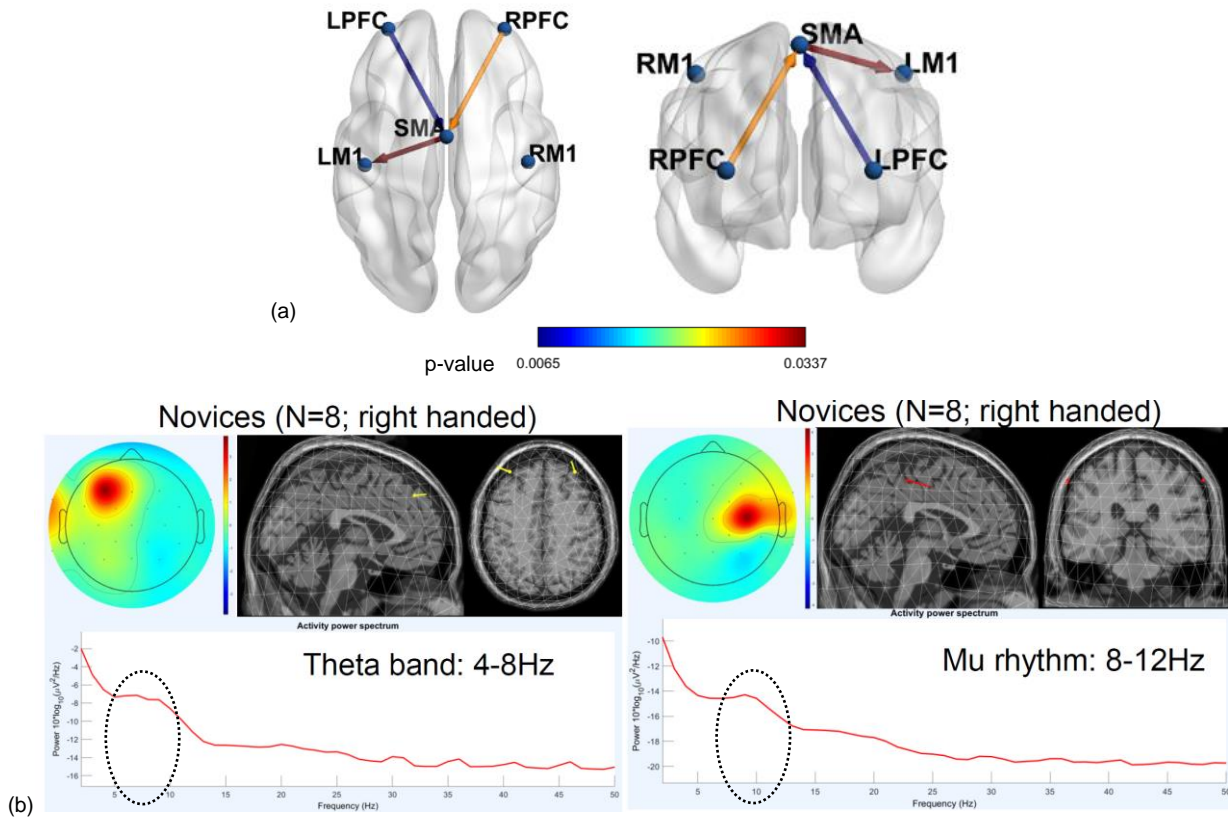 (a)
LPFC RPFC
SMA
LM1 RM1
SMA
RM1 LM1
RPFC LPFC
p-value
0.0065 0.0337
(b)
Novices (N=8; right handed)
Activity power spectrum
Theta band: 4-8Hz
Power 10*log10(μV2/Hz)
-2
-4
-6
-8
-10
-12
-14
-16
5 10 15 20 25 30 35 40 45 50
Frequency (Hz)
Novices (N=8; right handed)
Activity power spectrum
Mu rhythm: 8-12Hz
Power 10*log10(μV2/Hz)
-10
-12
-14
-16
-18
-20
5 10 15 20 25 30 35 40 45 50
Frequency (Hz)